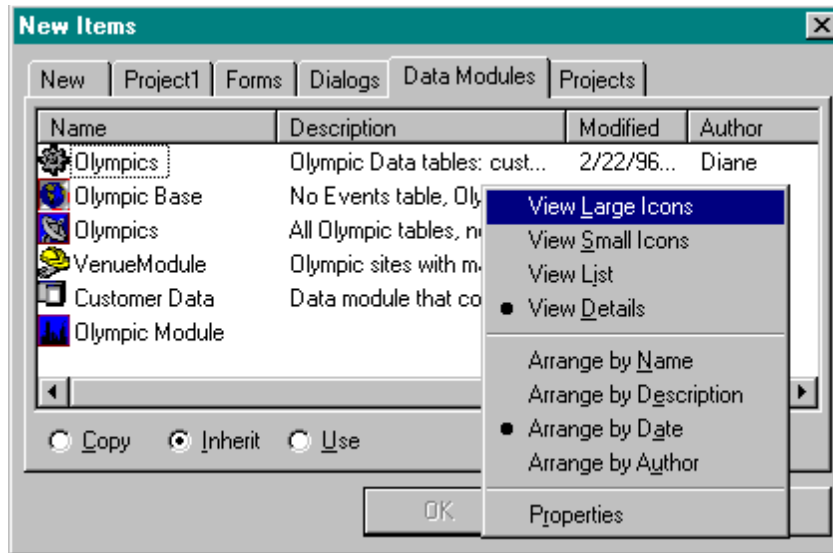 New Items
New Project1 Forms Dialogs Data Modules Projects
Name Description Modified Author
Olympics Olympic Data tables: cust... 2/22/96... Diane
Olympic Base No Events table, Oly
Olympics All Olympic tables,
VenueModule Olympic sites with
Customer Data Data module that co
Olympic Module
View Large Icons
View Small Icons
View List
View Details
Arrange by Name
Arrange by Description
Arrange by Date
Arrange by Author
Properties
Copy Inherit Use
OK